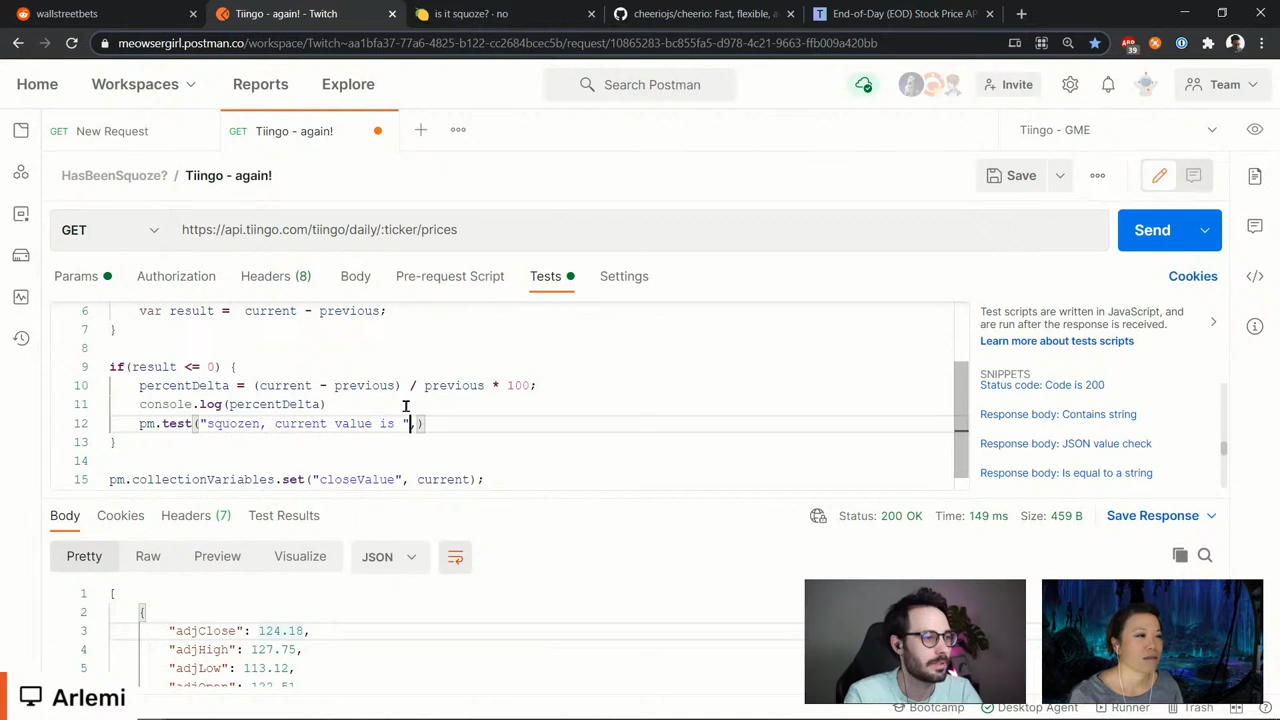 wallstreetbets
Tiingo - again! - Twitch
is it squoze? · no
cheeriojs/cheerio: Fast, flexible, a
End-of-Day (EOD) Stock Price AP
meowsergirl.postman.co/workspace/Twitch~aa1bfa37-77a6-4825-b122-cc2684bcec5b/request/10865283-bc855fa5-d978-4c21-9663-ffb009a420bb
39
Home
Workspaces
Reports
Explore
Search Postman
Invite
Team
GET New Request
GET Tiingo - again!
Tiingo - GME
HasBeenSquoze? / Tiingo - again!
Save
GET
https://api.tiingo.com/tiingo/daily/:ticker/prices
Send
Params
Authorization
Headers (8)
Body
Pre-request Script
Tests
Settings
Cookies
6 var result = current - previous;
7 }
8
9 if(result <= 0) {
10 percentDelta = (current - previous) / previous * 100;
11 console.log(percentDelta)
12 pm.test("squozen, current value is ",)
13 }
14
15 pm.collectionVariables.set("closeValue", current);
Test scripts are written in JavaScript, and
are run after the response is received.
Learn more about tests scripts
SNIPPETS
Status code: Code is 200
Response body: Contains string
Response body: JSON value check
Response body: Is equal to a string
Body
Cookies
Headers (7)
Test Results
Status: 200 OK
Time: 149 ms
Size: 459 B
Save Response
Pretty
Raw
Preview
Visualize
JSON
1 [
2 {
3 "adjClose": 124.18,
4 "adjHigh": 127.75,
5 "adjLow": 113.12,
Arlemi
Bootcamp
Desktop Agent
Runner
Trash